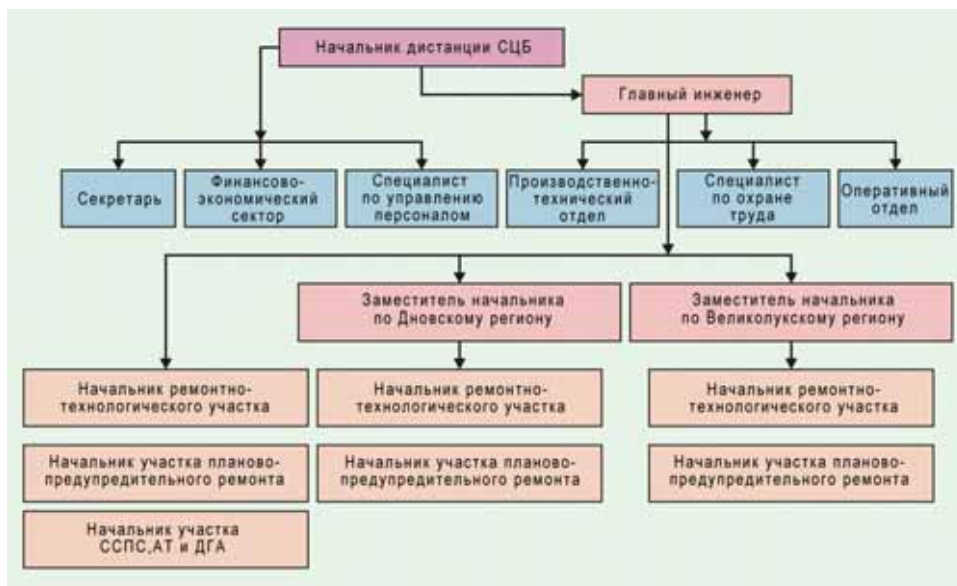 Начальник дистанции СЦБ
Главный инженер
Секретарь
Финансово-
экономический
сектор
Специалист
по управлению
персоналом
Производственно-
технический
отдел
Специалист
по охране
труда
Оперативный
отдел
Заместитель начальника
по Дновскому региону
Заместитель начальника
по Великолукскому региону
Начальник ремонтно-
технологического участка
Начальник ремонтно-
технологического участка
Начальник ремонтно-
технологического участка
Начальник участка планово-
предупредительного ремонта
Начальник участка планово-
предупредительного ремонта
Начальник участка планово-
предупредительного ремонта
Начальник участка
ССПС,АТ и ДГА